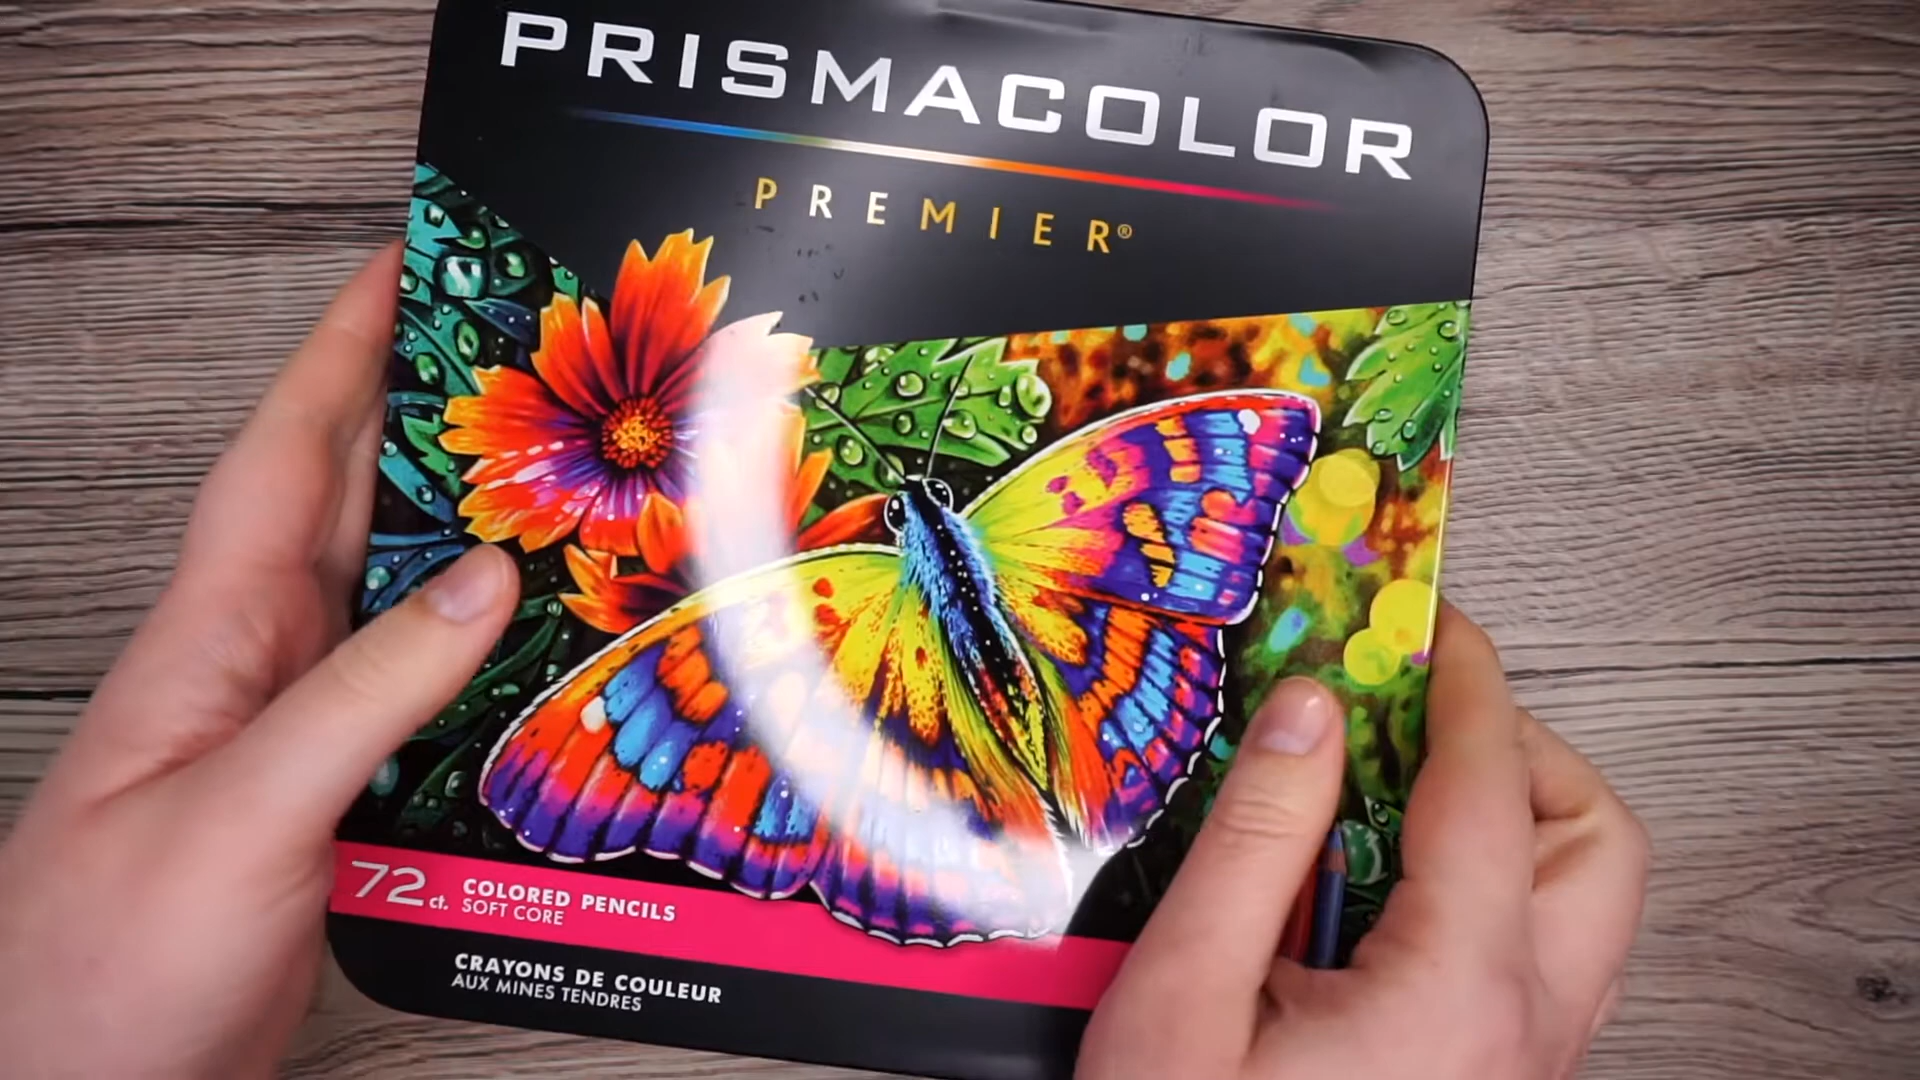 PRISMACOLOR
PREMIER®
72 ct. COLORED PENCILS
SOFT CORE
CRAYONS DE COULEUR
AUX MINES TENDRES